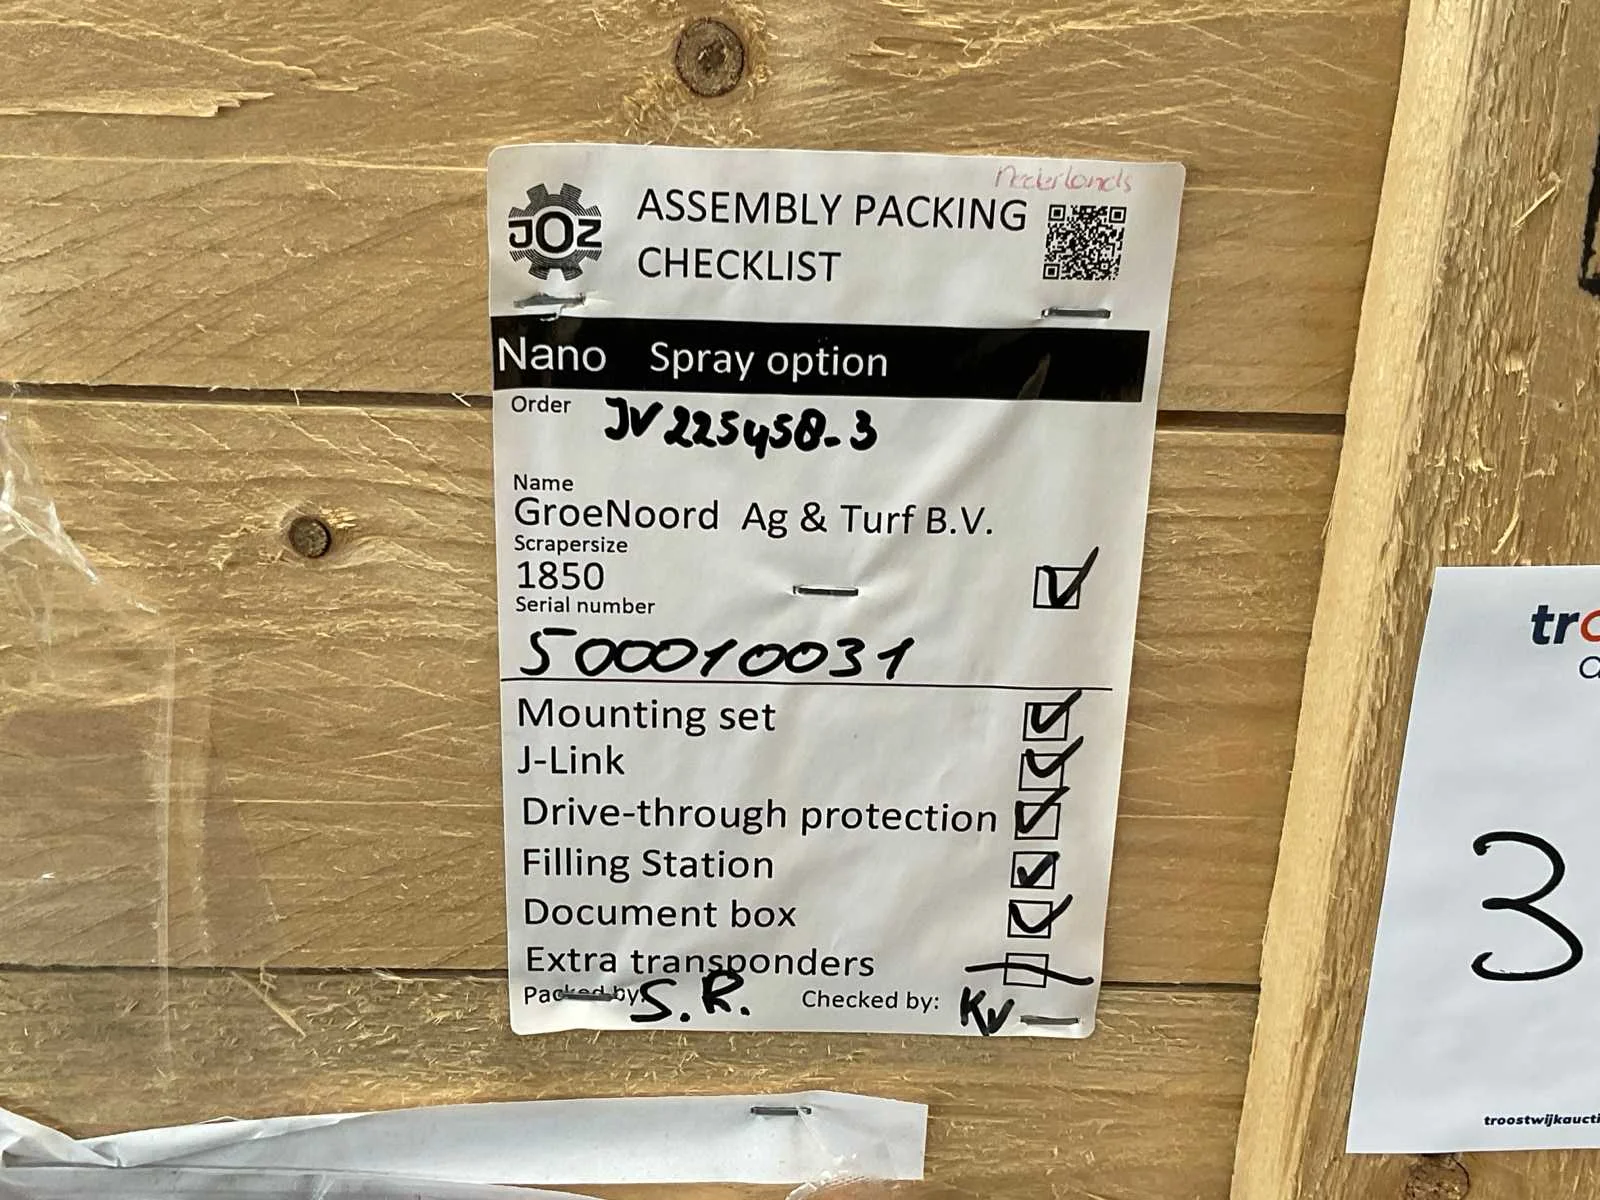 Nederlands
JOZ
ASSEMBLY PACKING
CHECKLIST
Nano Spray option
Order JV225458-3
Name
GroeNoord Ag & Turf B.V.
Scrapersize
1850
Serial number
500010031
Mounting set
J-Link
Drive-through protection
Filling Station
Document box
Extra transponders
Packed by: S.R. Checked by: KV
3
troostwijkaucti